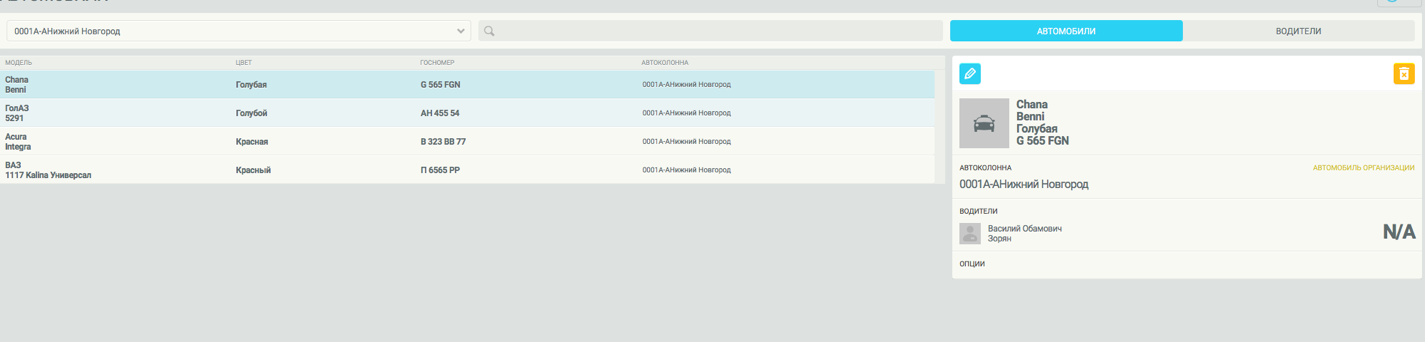 0001А-АНижний Новгород
АВТОМОБИЛИ
ВОДИТЕЛИ
МОДЕЛЬ
ЦВЕТ
ГОСНОМЕР
АВТОКОЛОННА
Chana
Benni
Голубая
G 565 FGN
0001А-АНижний Новгород
ГолАЗ
5291
Голубой
АН 455 54
0001А-АНижний Новгород
Acura
Integra
Красная
В 323 ВВ 77
0001А-АНижний Новгород
ВАЗ
1117 Kalina Универсал
Красный
П 6565 РР
0001А-АНижний Новгород
Chana
Benni
Голубая
G 565 FGN
АВТОКОЛОННА
АВТОМОБИЛЬ ОРГАНИЗАЦИИ
0001А-АНижний Новгород
ВОДИТЕЛИ
Василий Обамович
Зорян
N/A
ОПЦИИ